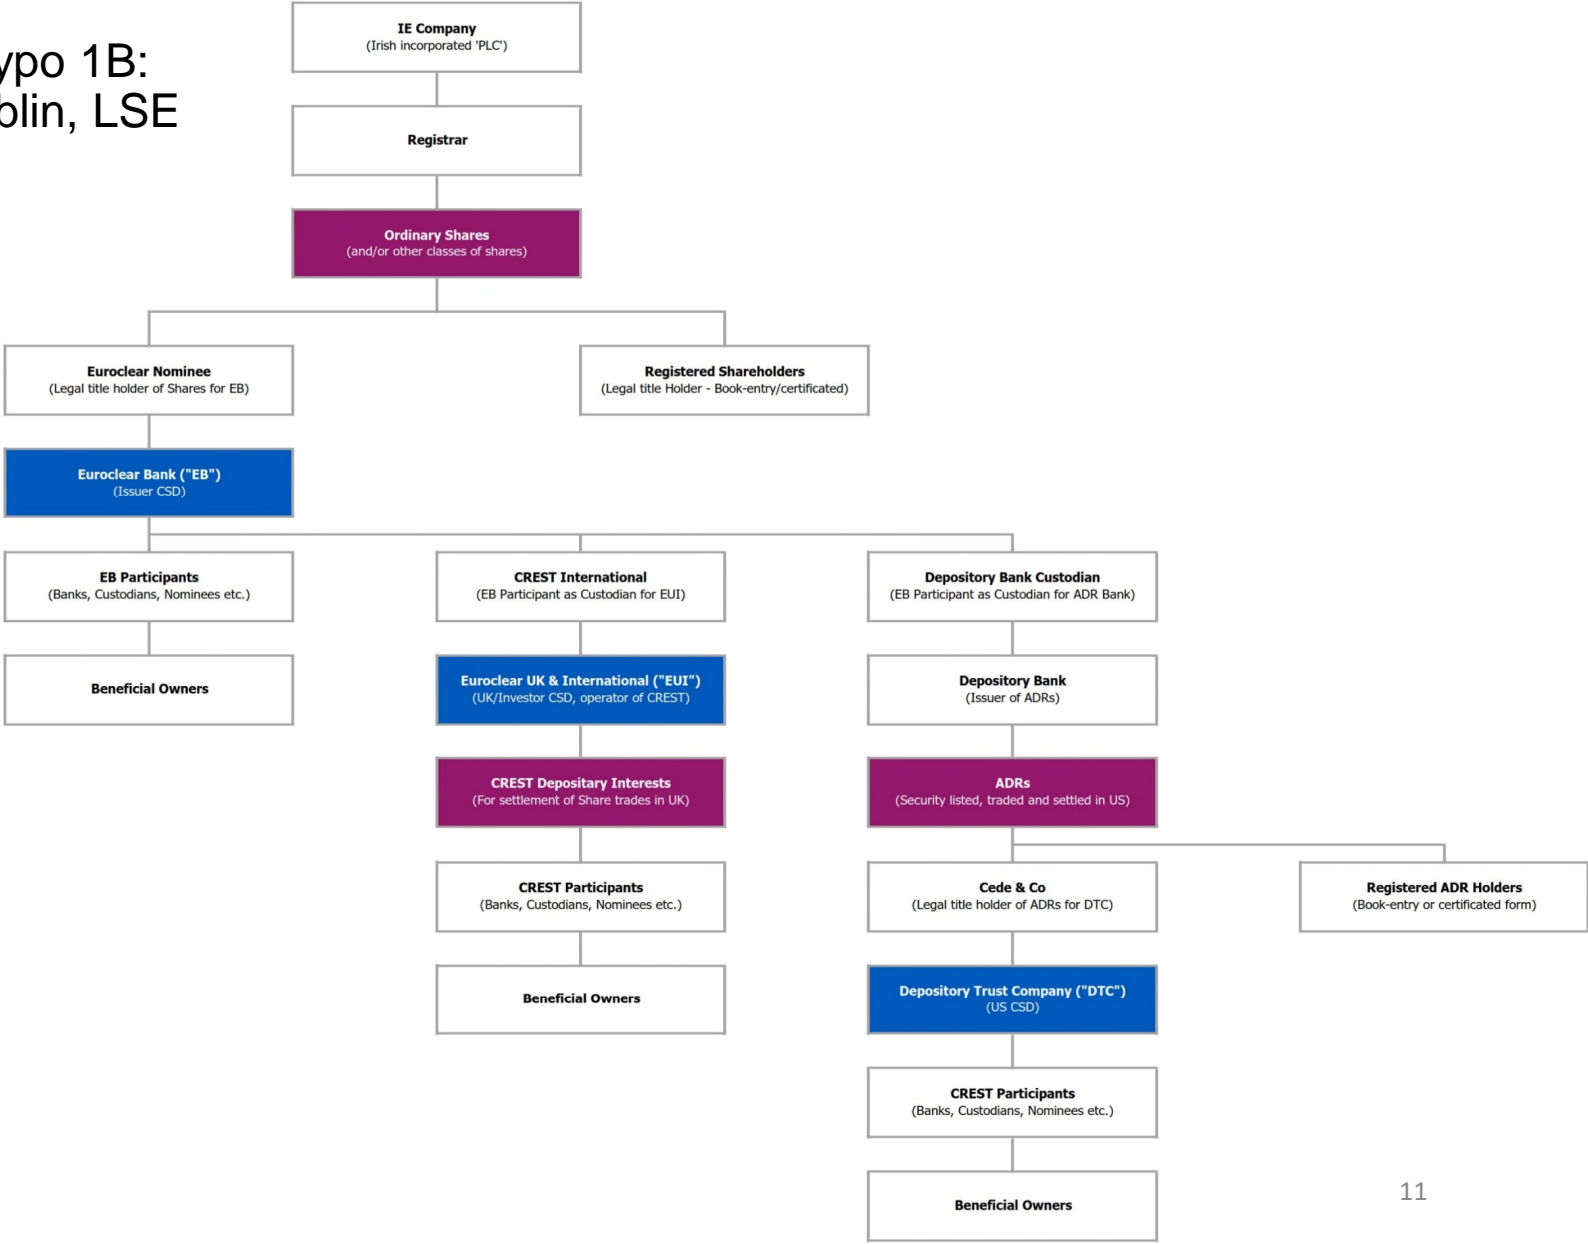 ypo 1B:
blin, LSE
IE Company
(Irish incorporated 'PLC')
Registrar
Ordinary Shares
(and/or other classes of shares)
Euroclear Nominee
(Legal title holder of Shares for EB)
Registered Shareholders
(Legal title Holder - Book-entry/certificated)
Euroclear Bank ("EB")
(Issuer CSD)
EB Participants
(Banks, Custodians, Nominees etc.)
CREST International
(EB Participant as Custodian for EUI)
Depository Bank Custodian
(EB Participant as Custodian for ADR Bank)
Beneficial Owners
Euroclear UK & International ("EUI")
(UK/Investor CSD, operator of CREST)
Depository Bank
(Issuer of ADRs)
CREST Depositary Interests
(For settlement of Share trades in UK)
ADRs
(Security listed, traded and settled in US)
CREST Participants
(Banks, Custodians, Nominees etc.)
Cede & Co
(Legal title holder of ADRs for DTC)
Registered ADR Holders
(Book-entry or certificated form)
Beneficial Owners
Depository Trust Company ("DTC")
(US CSD)
CREST Participants
(Banks, Custodians, Nominees etc.)
Beneficial Owners
11